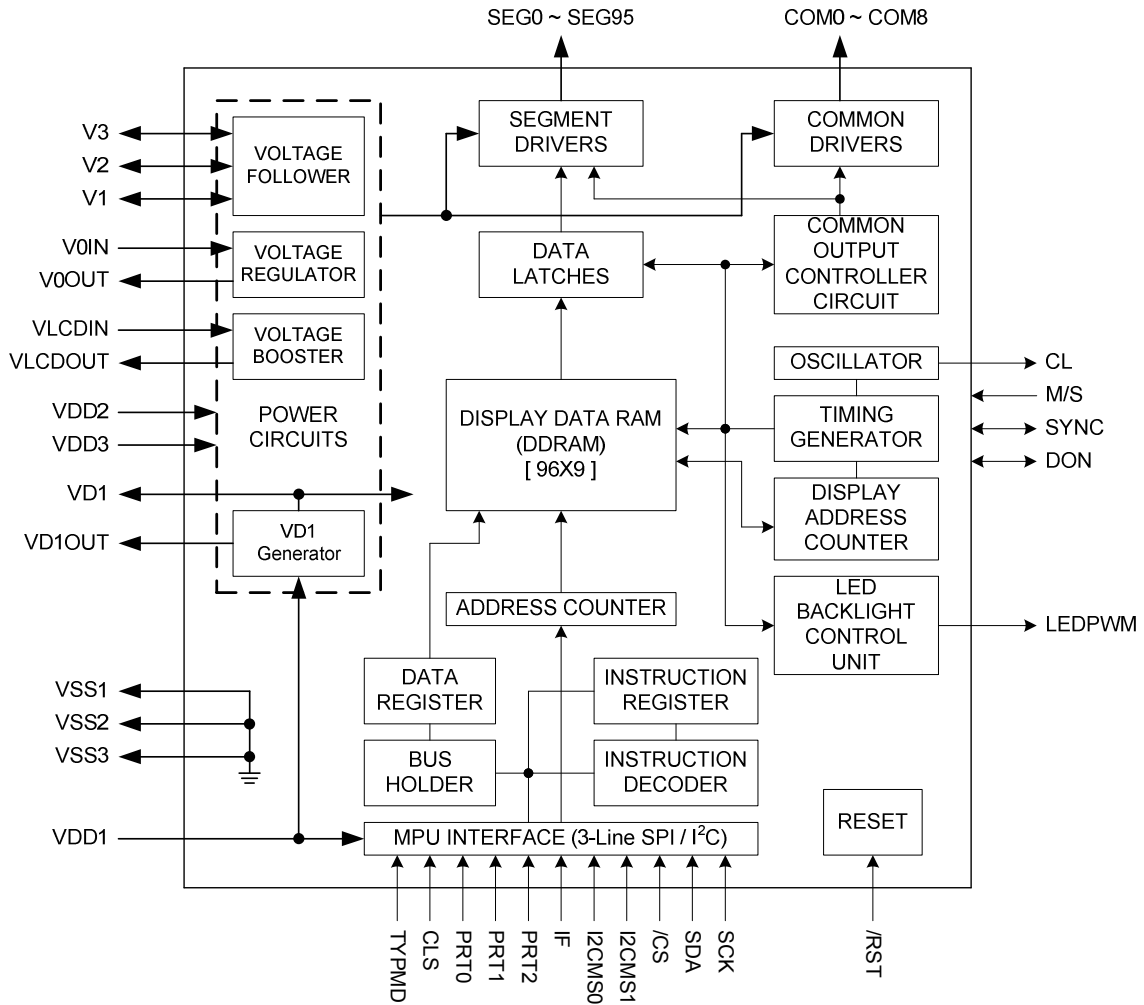 SEG0 ~ SEG95
COM0 ~ COM8
V3
V2
V1
V0IN
V0OUT
VLCDIN
VLCDOUT
VDD2
VDD3
VD1
VD1OUT
VSS1
VSS2
VSS3
VDD1
VOLTAGE
FOLLOWER
VOLTAGE
REGULATOR
VOLTAGE
BOOSTER
POWER
CIRCUITS
VD1
Generator
SEGMENT
DRIVERS
COMMON
DRIVERS
DATA
LATCHES
COMMON
OUTPUT
CONTROLLER
CIRCUIT
OSCILLATOR
TIMING
GENERATOR
DISPLAY
ADDRESS
COUNTER
DISPLAY DATA RAM
(DDRAM)
[ 96X9 ]
LED
BACKLIGHT
CONTROL
UNIT
ADDRESS COUNTER
DATA
REGISTER
INSTRUCTION
REGISTER
BUS
HOLDER
INSTRUCTION
DECODER
MPU INTERFACE (3-Line SPI / I²C)
RESET
CL
M/S
SYNC
DON
LEDPWM
TYPMD
CLS
PRT0
PRT1
PRT2
IF
I2CMS0
I2CMS1
/CS
SDA
SCK
/RST